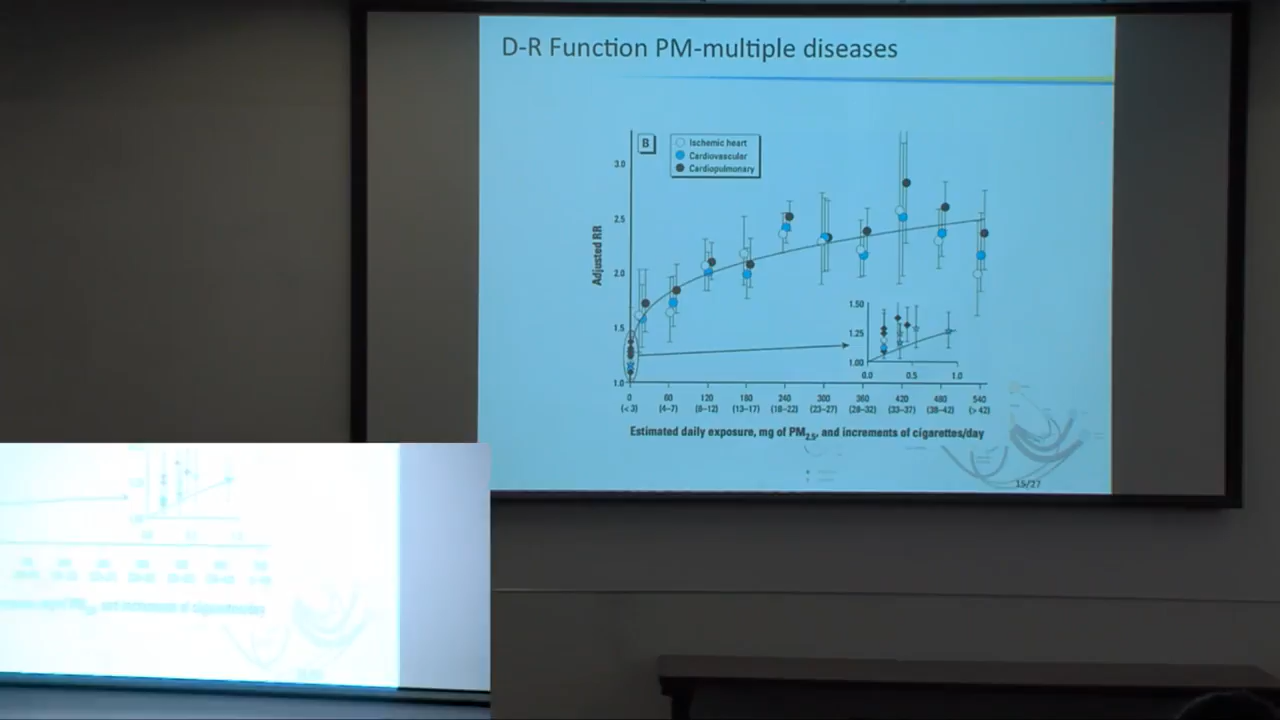 D-R Function PM-multiple diseases
B
Ischemic heart
Cardiovascular
Cardiopulmonary
3.0
2.5
2.0
1.5
1.0
Adjusted RR
1.50
1.25
1.00
0.0 0.5 1.0
0 60 120 180 240 300 360 420 480 540
(< 3) (4–7) (8–12) (13–17) (18–22) (23–27) (28–32) (33–37) (38–42) (> 42)
Estimated daily exposure, mg of PM2.5, and increments of cigarettes/day
15/27